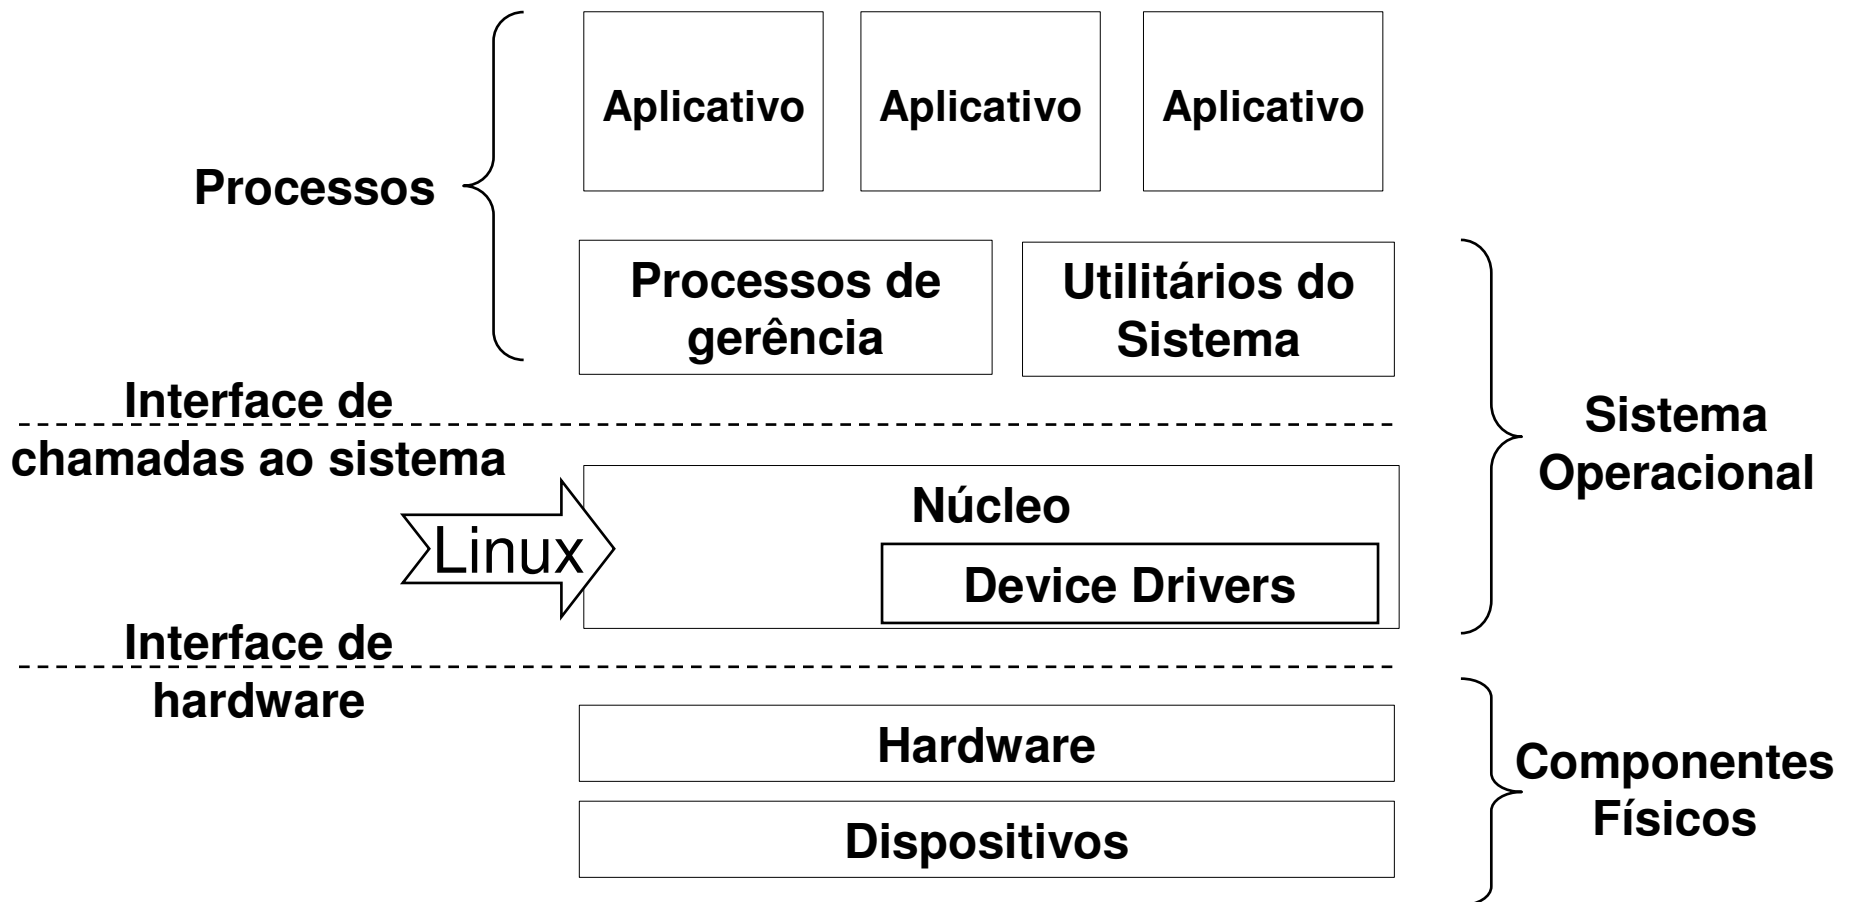 Aplicativo
Aplicativo
Aplicativo
Processos
Processos de
gerência
Utilitários do
Sistema
Interface de
chamadas ao sistema
Sistema
Operacional
Núcleo
Linux
Device Drivers
Interface de
hardware
Hardware
Componentes
Físicos
Dispositivos